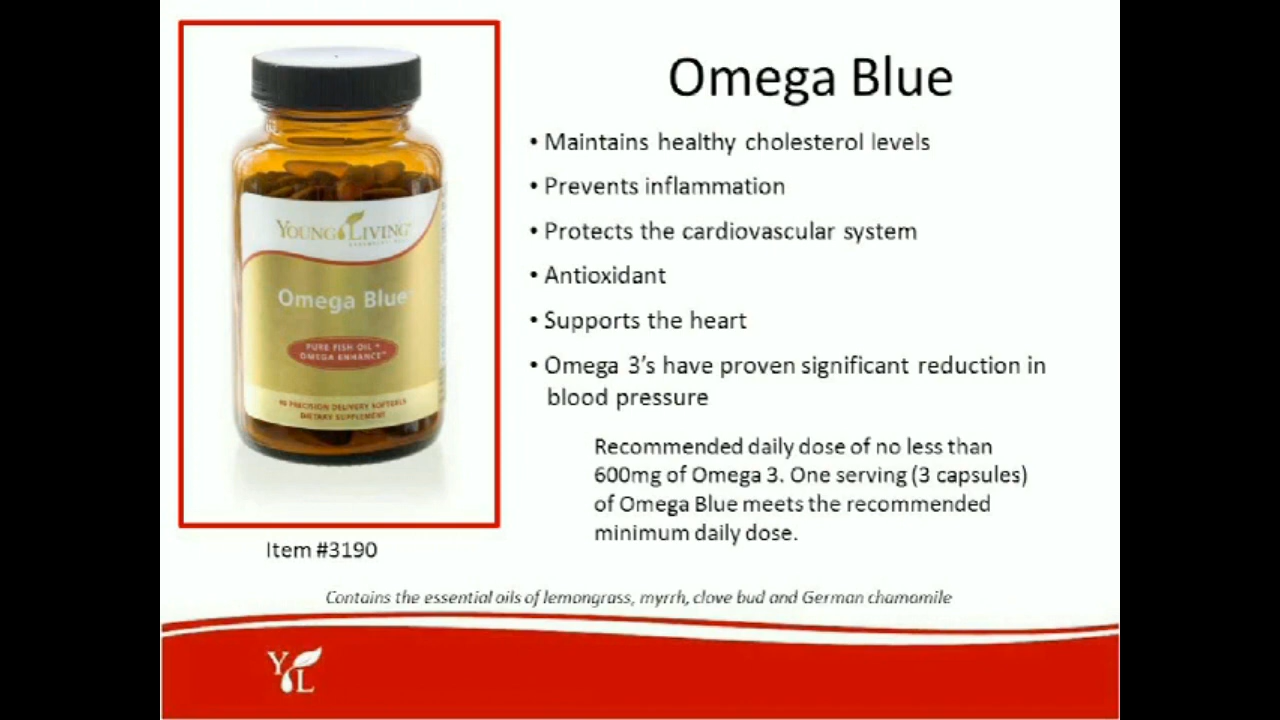 Omega Blue
• Maintains healthy cholesterol levels
• Prevents inflammation
• Protects the cardiovascular system
• Antioxidant
• Supports the heart
• Omega 3’s have proven significant reduction in
blood pressure
Recommended daily dose of no less than
600mg of Omega 3. One serving (3 capsules)
of Omega Blue meets the recommended
minimum daily dose.
YOUNG LIVING
Omega Blue
PURE FISH OIL +
OMEGA ENHANCE™
PRECISION DELIVERY SOFTGELS
DIETARY SUPPLEMENT
Item #3190
Contains the essential oils of lemongrass, myrrh, clove bud and German chamomile
YL